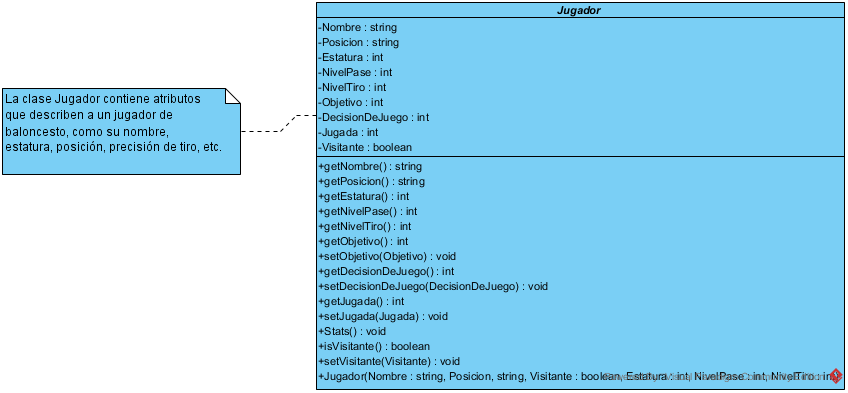 Jugador
-Nombre : string
-Posicion : string
-Estatura : int
-NivelPase : int
-NivelTiro : int
-Objetivo : int
-DecisionDeJuego : int
-Jugada : int
-Visitante : boolean
La clase Jugador contiene atributos
que describen a un jugador de
baloncesto, como su nombre,
estatura, posición, precisión de tiro, etc.
+getNombre() : string
+getPosicion() : string
+getEstatura() : int
+getNivelPase() : int
+getNivelTiro() : int
+getObjetivo() : int
+setObjetivo(Objetivo) : void
+getDecisionDeJuego() : int
+setDecisionDeJuego(DecisionDeJuego) : void
+getJugada() : int
+setJugada(Jugada) : void
+Stats() : void
+isVisitante() : boolean
+setVisitante(Visitante) : void
+Jugador(Nombre : string, Posicion, string, Visitante : boolean, Estatura : int, NivelPase : int, NivelTiro : int)